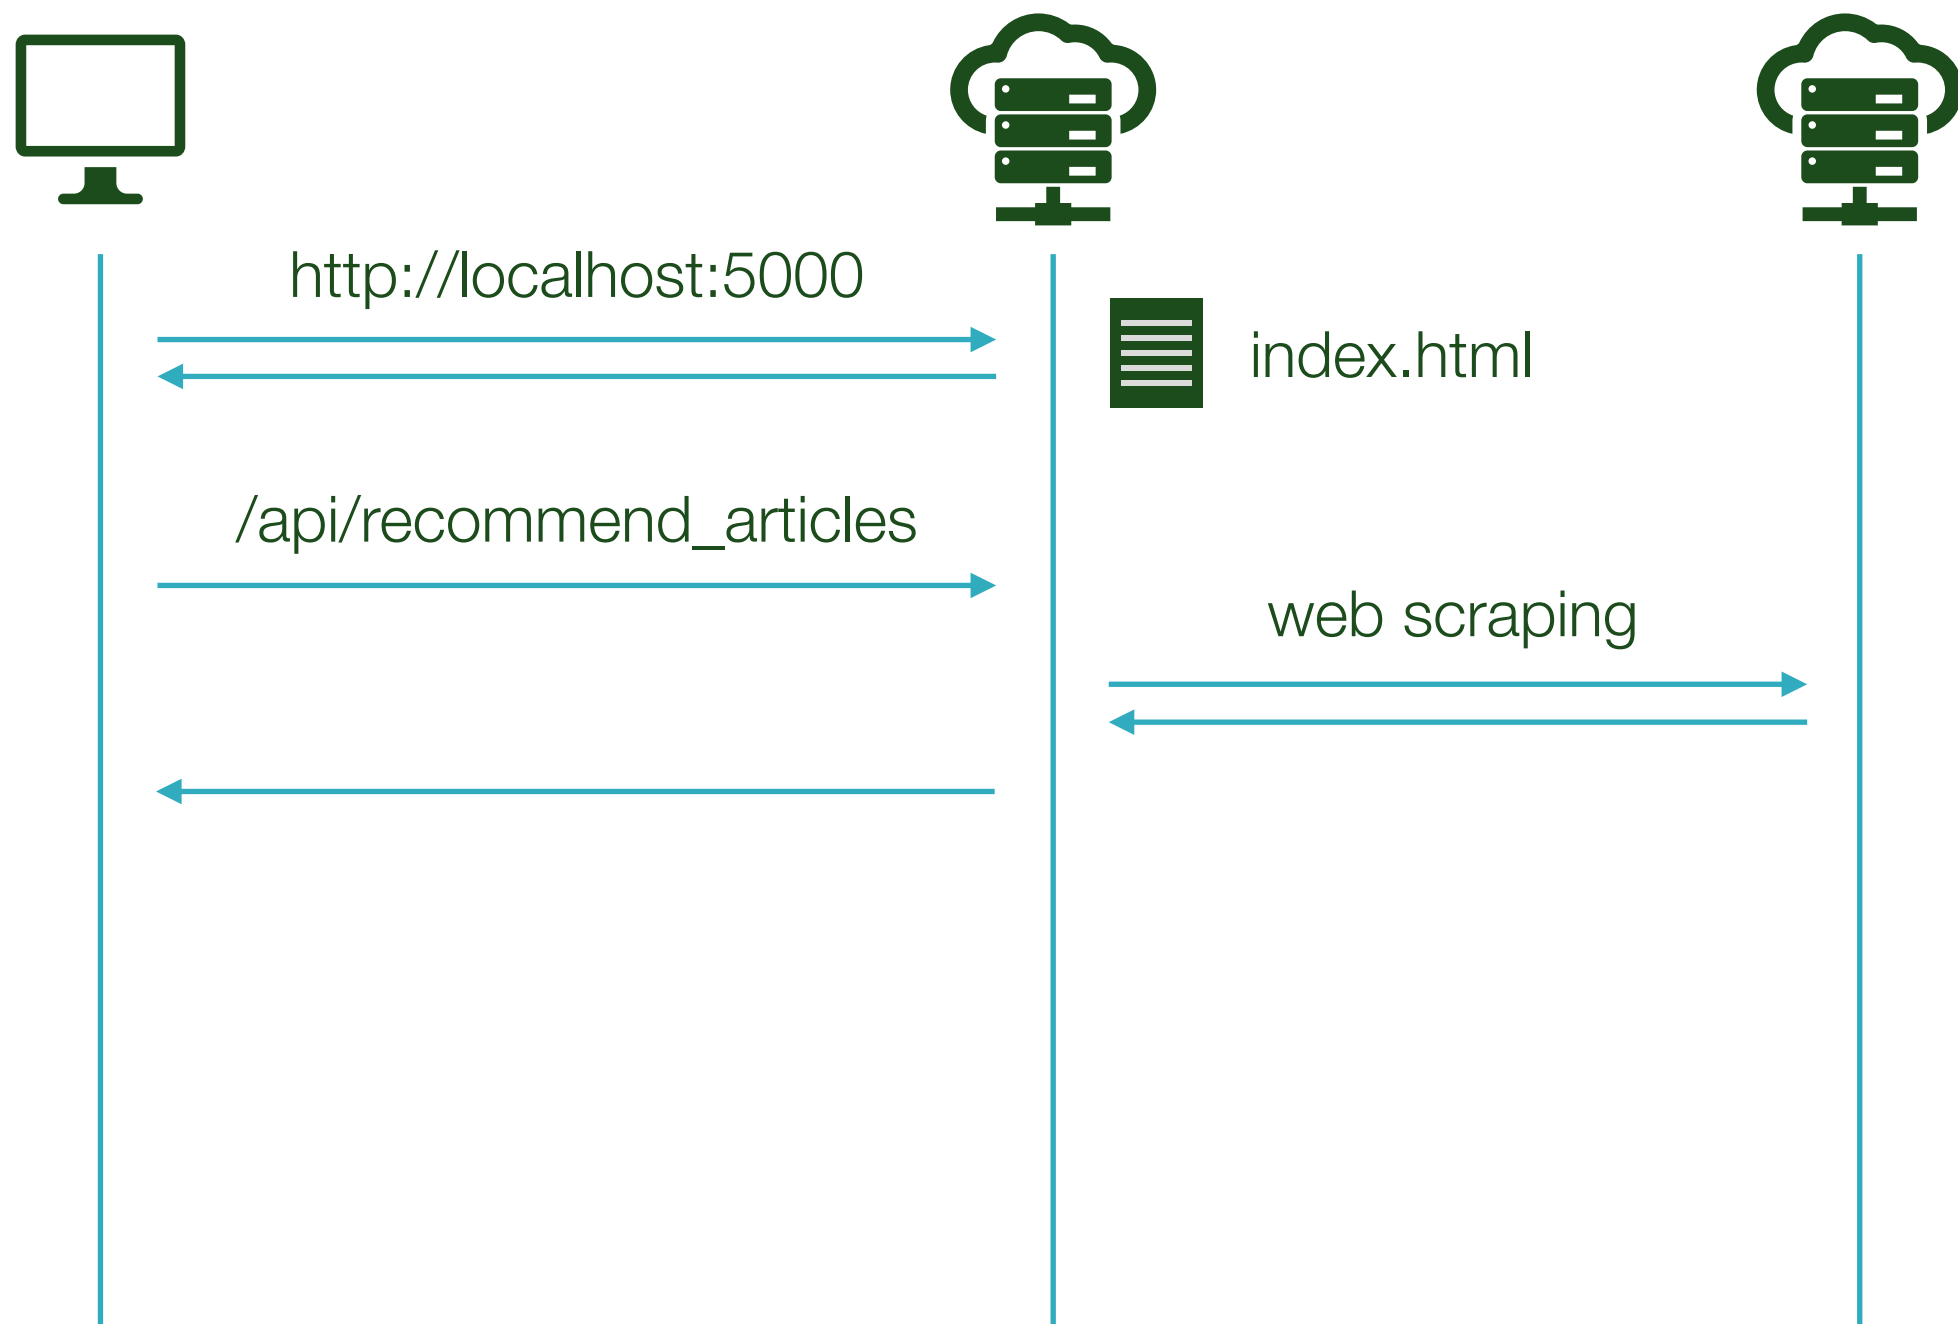 http://localhost:5000
index.html
/api/recommend_articles
web scraping